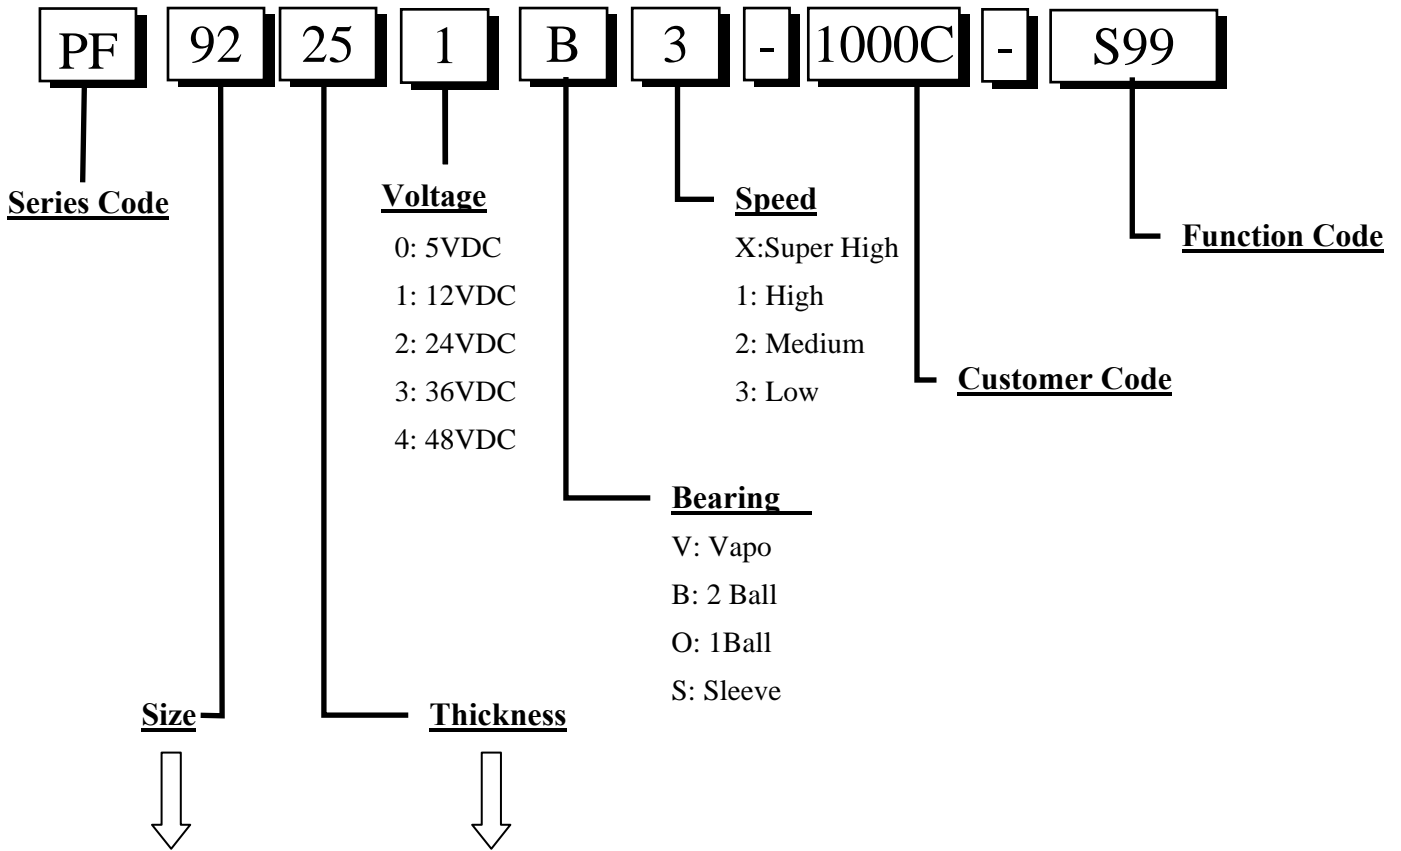 PF 92 25 1 B 3 - 1000C - S99
Series Code
Voltage
0: 5VDC
1: 12VDC
2: 24VDC
3: 36VDC
4: 48VDC
Speed
X:Super High
1: High
2: Medium
3: Low
Function Code
Customer Code
Bearing
V: Vapo
B: 2 Ball
O: 1Ball
S: Sleeve
Size
Thickness